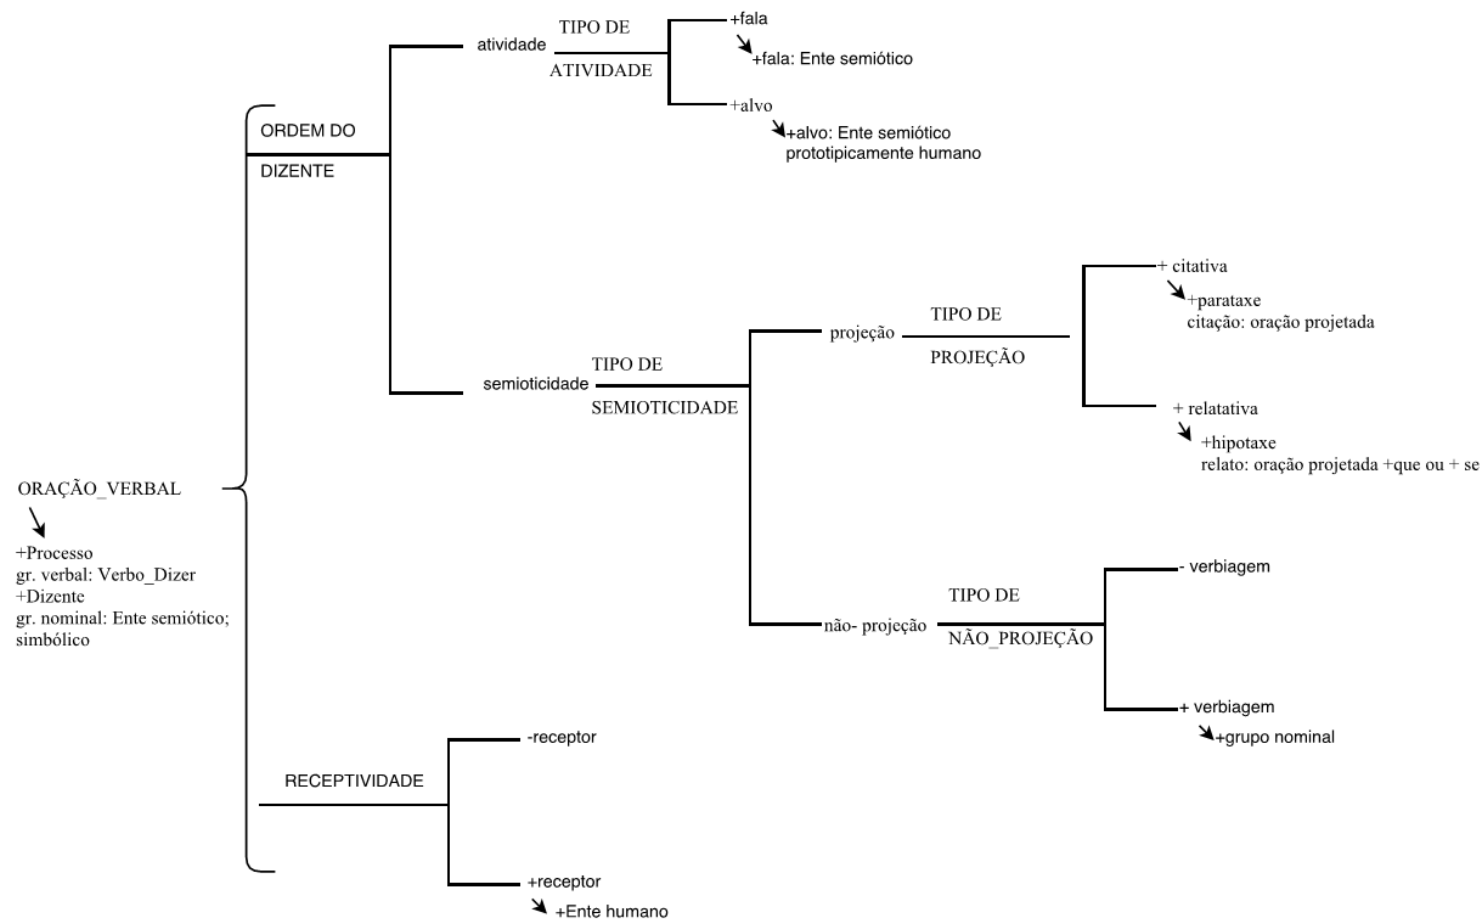 ORAÇÃO_VERBAL
+Processo
gr. verbal: Verbo_Dizer
+Dizente
gr. nominal: Ente semiótico;
simbólico
ORDEM DO
DIZENTE
atividade
TIPO DE
ATIVIDADE
+fala
+fala: Ente semiótico
+alvo
+alvo: Ente semiótico
prototipicamente humano
semioticidade
TIPO DE
SEMIOTICIDADE
projeção
TIPO DE
PROJEÇÃO
+ citativa
+parataxe
citação: oração projetada
+ relatativa
+hipotaxe
relato: oração projetada +que ou + se
não- projeção
TIPO DE
NÃO_PROJEÇÃO
- verbiagem
+ verbiagem
+grupo nominal
RECEPTIVIDADE
-receptor
+receptor
+Ente humano